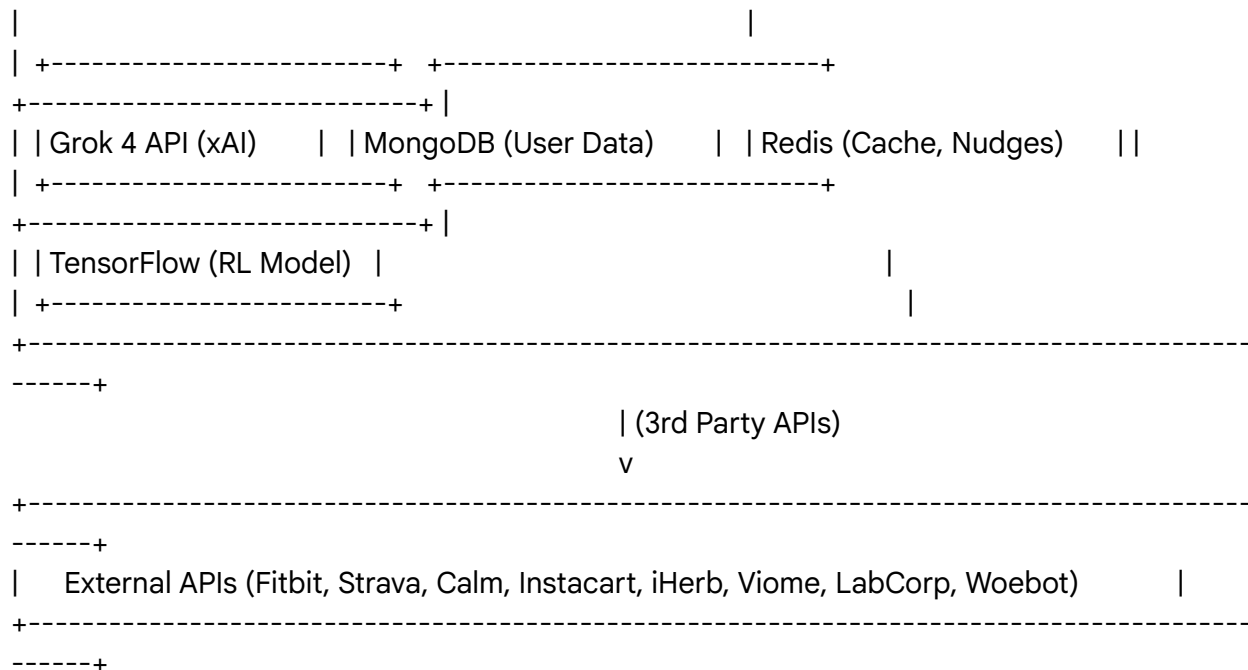 |                                                                                 |
| +------------------------+  +---------------------------+
+----------------------------+ |
| | Grok 4 API (xAI)       |  | MongoDB (User Data)       |  | Redis (Cache, Nudges)      | |
| +------------------------+  +---------------------------+
+----------------------------+ |
| | TensorFlow (RL Model)  |                                                        |
| +------------------------+                                                        |
+-----------------------------------------------------------------------------------------
------+
| (3rd Party APIs)
v
+-----------------------------------------------------------------------------------------
------+
|     External APIs (Fitbit, Strava, Calm, Instacart, iHerb, Viome, LabCorp, Woebot)           |
+-----------------------------------------------------------------------------------------
------+